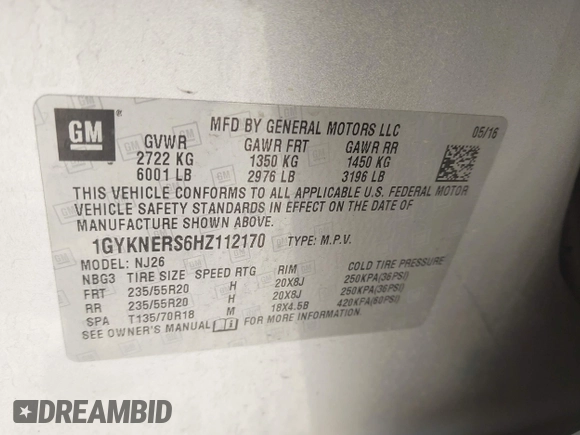 GM
MFD BY GENERAL MOTORS LLC 05/16
GVWR GAWR FRT GAWR RR
2722 KG 1350 KG 1450 KG
6001 LB 2976 LB 3196 LB
THIS VEHICLE CONFORMS TO ALL APPLICABLE U.S. FEDERAL MOTOR
VEHICLE SAFETY STANDARDS IN EFFECT ON THE DATE OF
MANUFACTURE SHOWN ABOVE.
1GYKNERS6HZ112170 TYPE: M.P.V.
MODEL: NJ26
NBG3 TIRE SIZE SPEED RTG RIM COLD TIRE PRESSURE
FRT 235/55R20 H 20X8J 250KPA(36PSI)
RR 235/55R20 H 20X8J 250KPA(36PSI)
SPA T135/70R18 M 18X4.5B 420KPA(60PSI)
SEE OWNER'S MANUAL FOR MORE INFORMATION.
DREAMBID